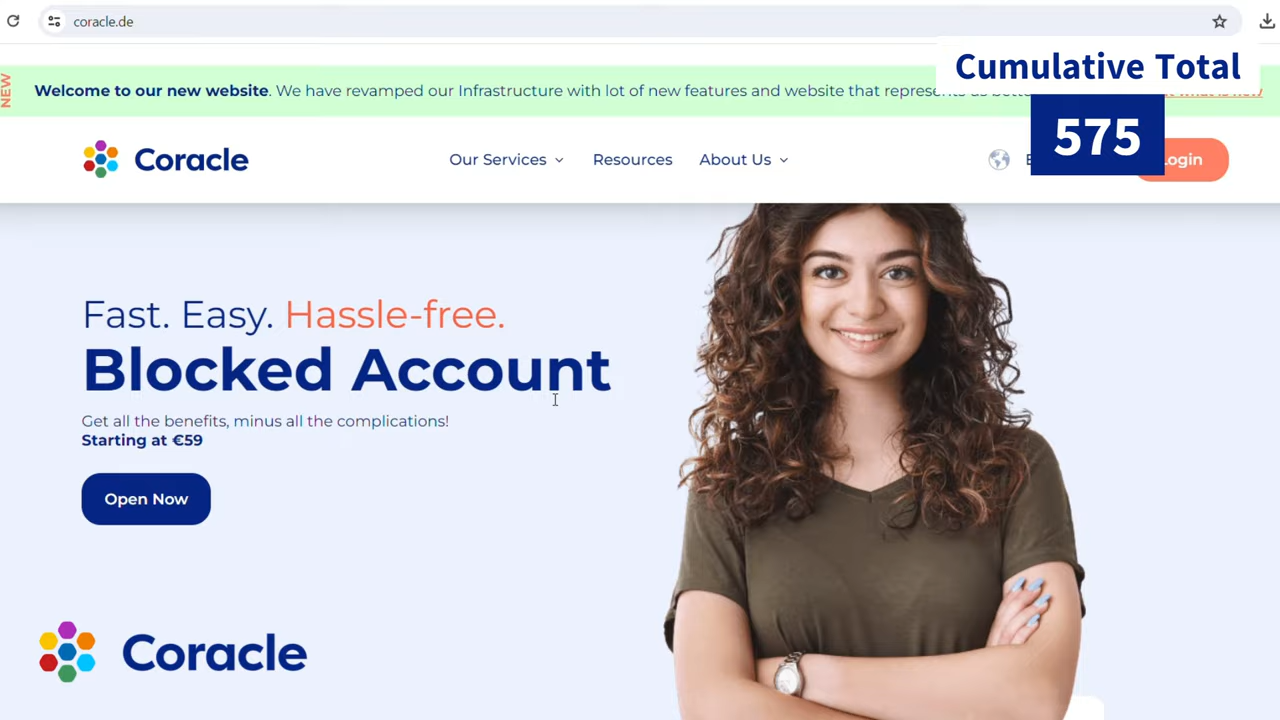 coracle.de
Cumulative Total
575
NEW
Welcome to our new website. We have revamped our Infrastructure with lot of new features and website that represents us
Coracle
Our Services
Resources
About Us
Login
Fast. Easy. Hassle-free.
Blocked Account
Get all the benefits, minus all the complications!
Starting at €59
Open Now
Coracle